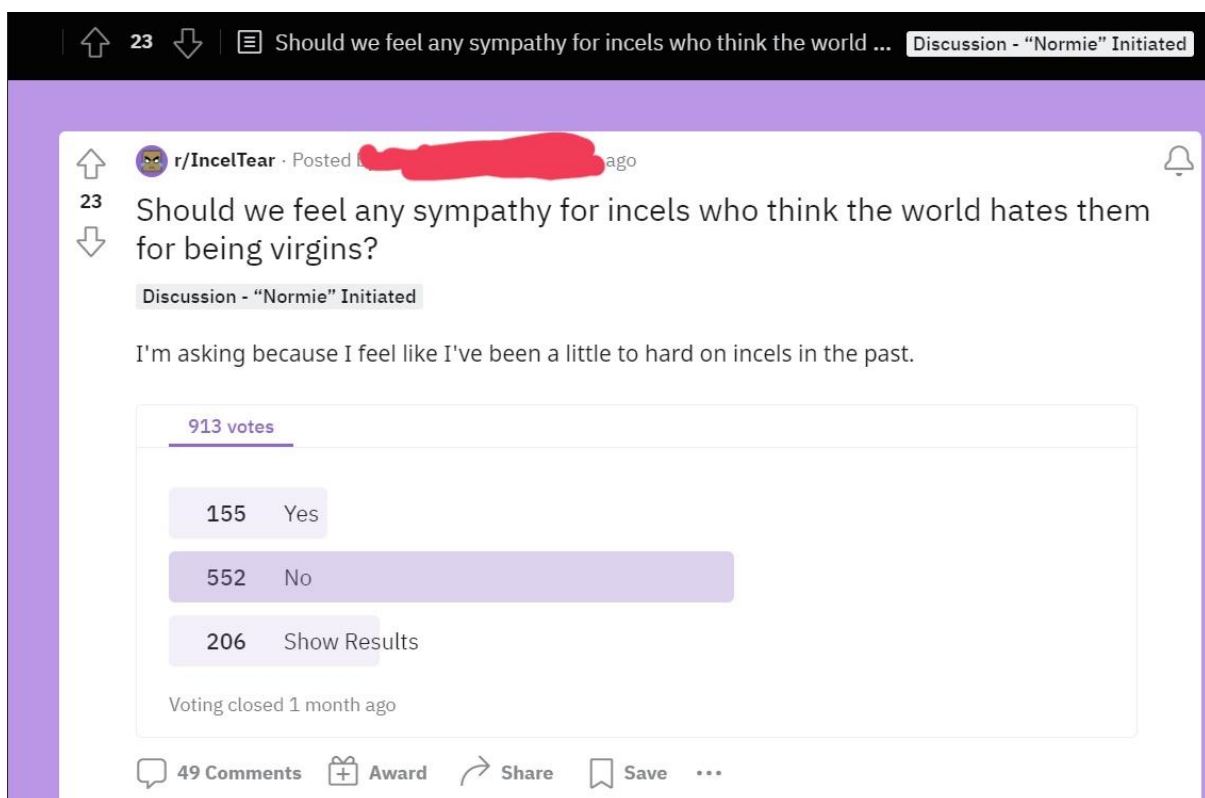 23 Should we feel any sympathy for incels who think the world ... Discussion - “Normie” Initiated
r/IncelTear · Posted ago
23
Should we feel any sympathy for incels who think the world hates them
for being virgins?
Discussion - “Normie” Initiated
I'm asking because I feel like I've been a little to hard on incels in the past.
913 votes
155 Yes
552 No
206 Show Results
Voting closed 1 month ago
49 Comments Award Share Save ...